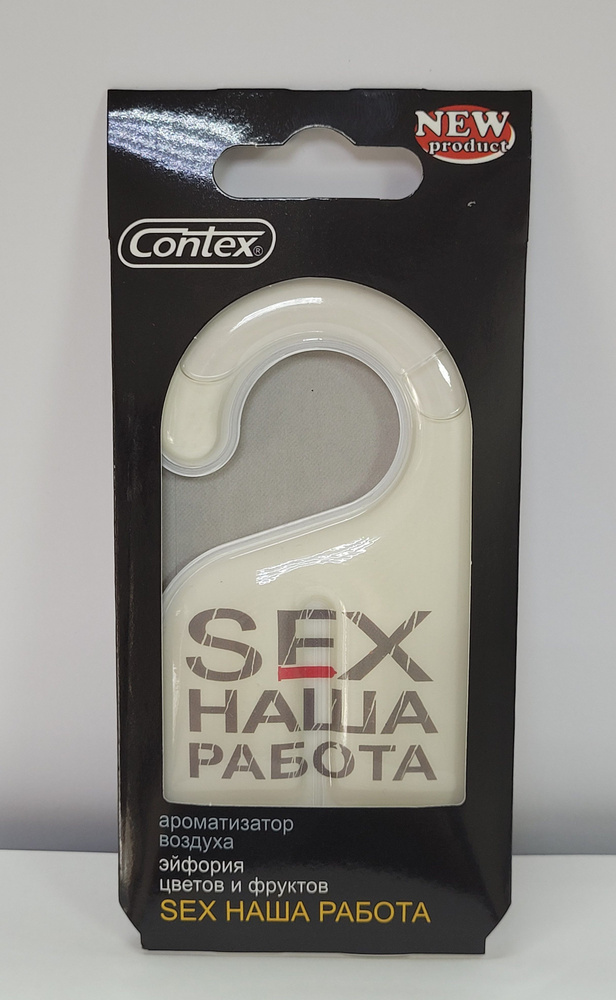 NEW
product
Contex®
SEX
НАША
РАБОТА
ароматизатор
воздуха
эйфория
цветов и фруктов
SEX НАША РАБОТА